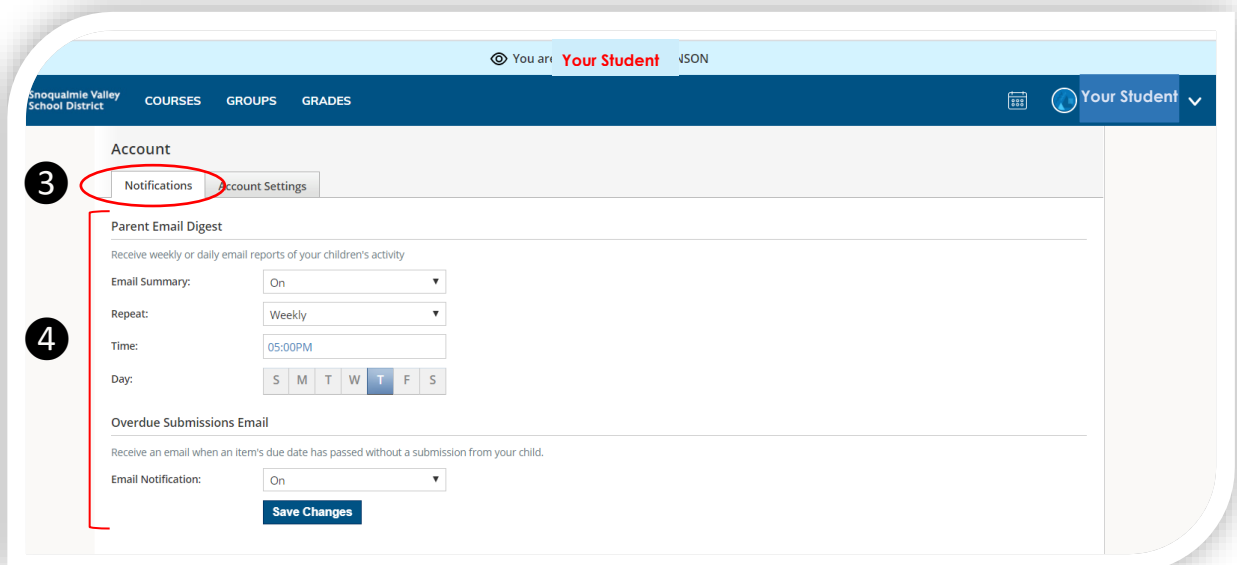 You are Your Student NSON
Snoqualmie Valley
School District
COURSES GROUPS GRADES
Your Student
Account
3
Notifications Account Settings
Parent Email Digest
Receive weekly or daily email reports of your children's activity
Email Summary: On
Repeat: Weekly
4
Time: 05:00PM
Day: S M T W T F S
Overdue Submissions Email
Receive an email when an item's due date has passed without a submission from your child.
Email Notification: On
Save Changes